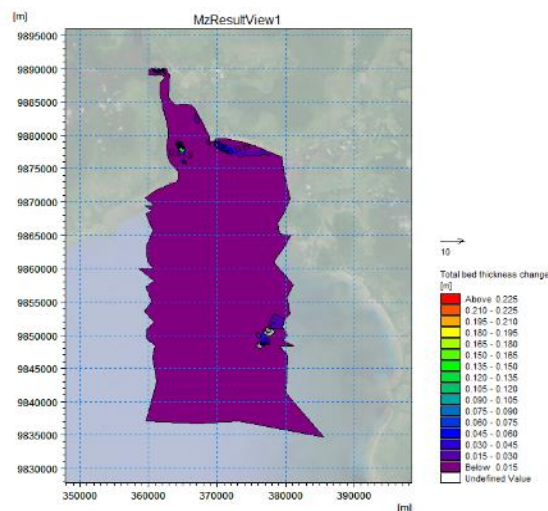 MzResultView1
[m]
9895000
9890000
9885000
9880000
9875000
9870000
9865000
9860000
9855000
9850000
9845000
9840000
9835000
9830000
350000 360000 370000 380000 390000
[m]
10
Total bed thickness change
[m]
Above 0.225
0.210 - 0.225
0.195 - 0.210
0.180 - 0.195
0.165 - 0.180
0.150 - 0.165
0.135 - 0.150
0.120 - 0.135
0.105 - 0.120
0.090 - 0.105
0.075 - 0.090
0.060 - 0.075
0.045 - 0.060
0.030 - 0.045
0.015 - 0.030
Below 0.015
Undefined Value